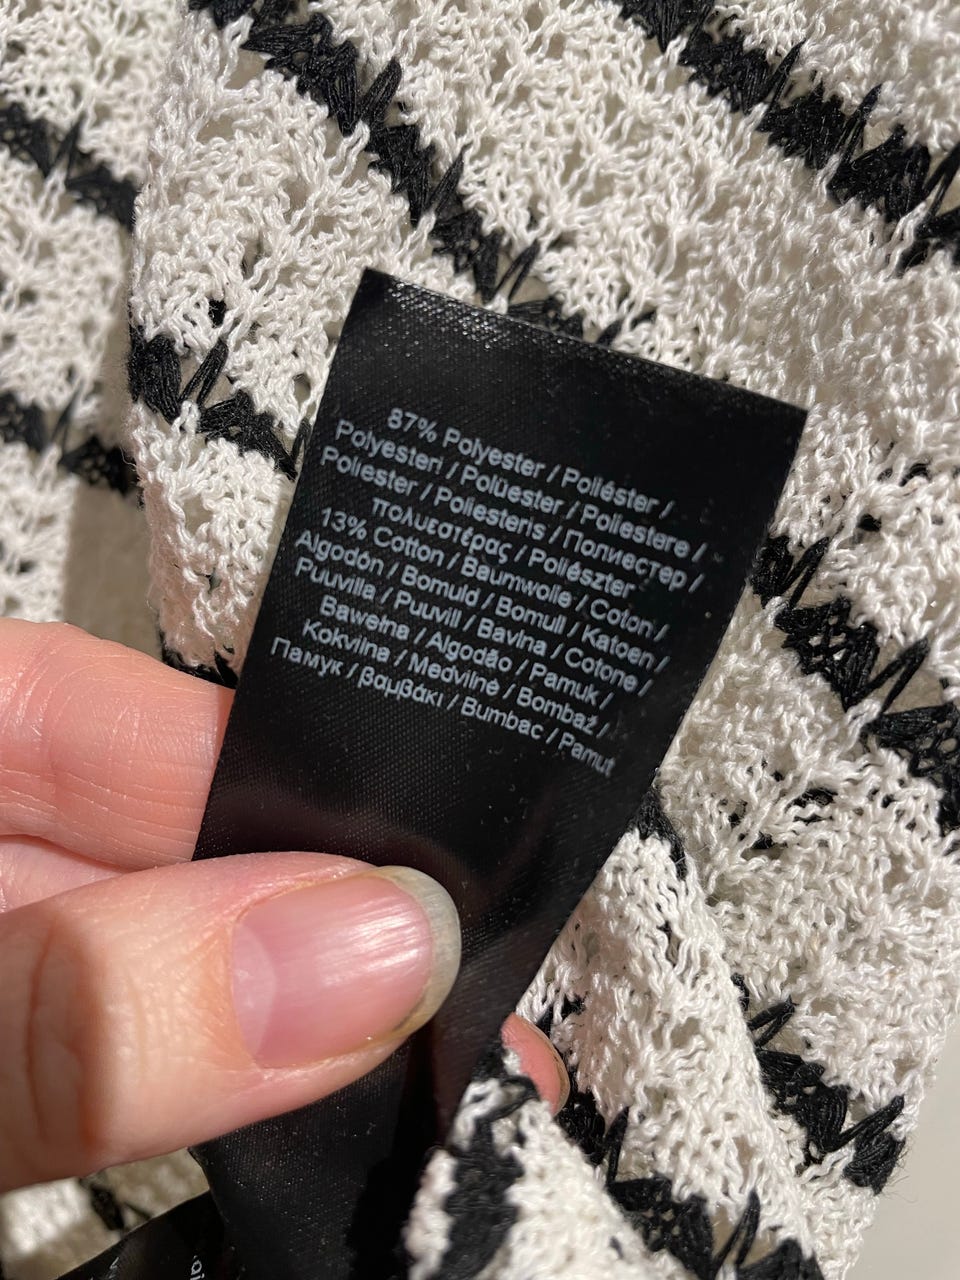 87% Polyester / Poliéster /
Polyesteri / Polüester / Poliestere /
Poliester / Poliesteris / Полиестер /
πολυεστέρας / Poliészter
13% Cotton / Baumwolle / Coton /
Algodón / Bomuld / Bomull / Katoen /
Puuvilla / Puuvill / Bavlna / Cotone /
Bawełna / Algodão / Pamuk /
Kokvilna / Medvilnė / Bombaž /
Памук / βαμβάκι / Bumbac / Pamut